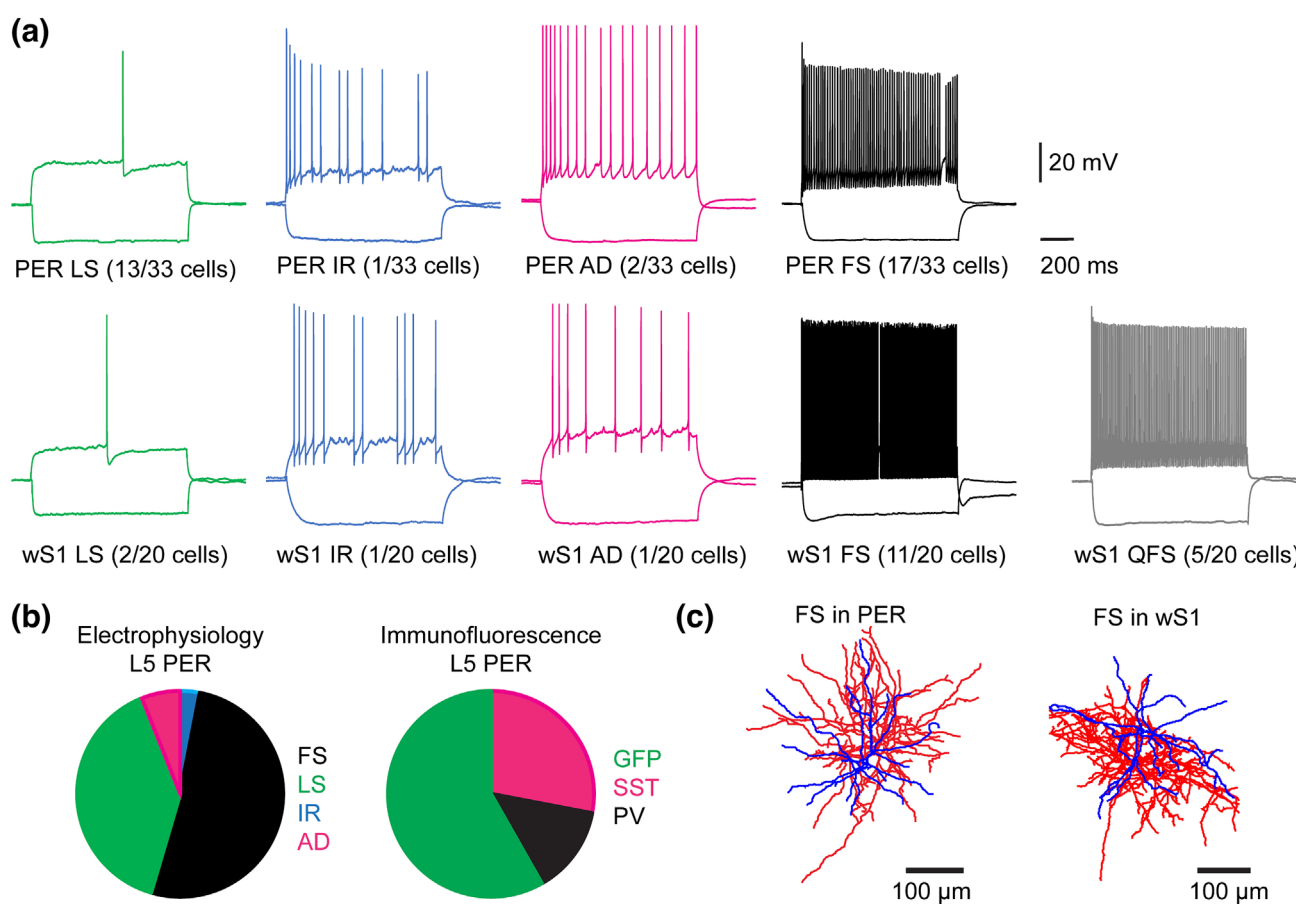 (a)
20 mV
200 ms
PER LS (13/33 cells)
PER IR (1/33 cells)
PER AD (2/33 cells)
PER FS (17/33 cells)
wS1 LS (2/20 cells)
wS1 IR (1/20 cells)
wS1 AD (1/20 cells)
wS1 FS (11/20 cells)
wS1 QFS (5/20 cells)
(b)
Electrophysiology
L5 PER
FS
LS
IR
AD
Immunofluorescence
L5 PER
GFP
SST
PV
(c)
FS in PER
100 µm
FS in wS1
100 µm